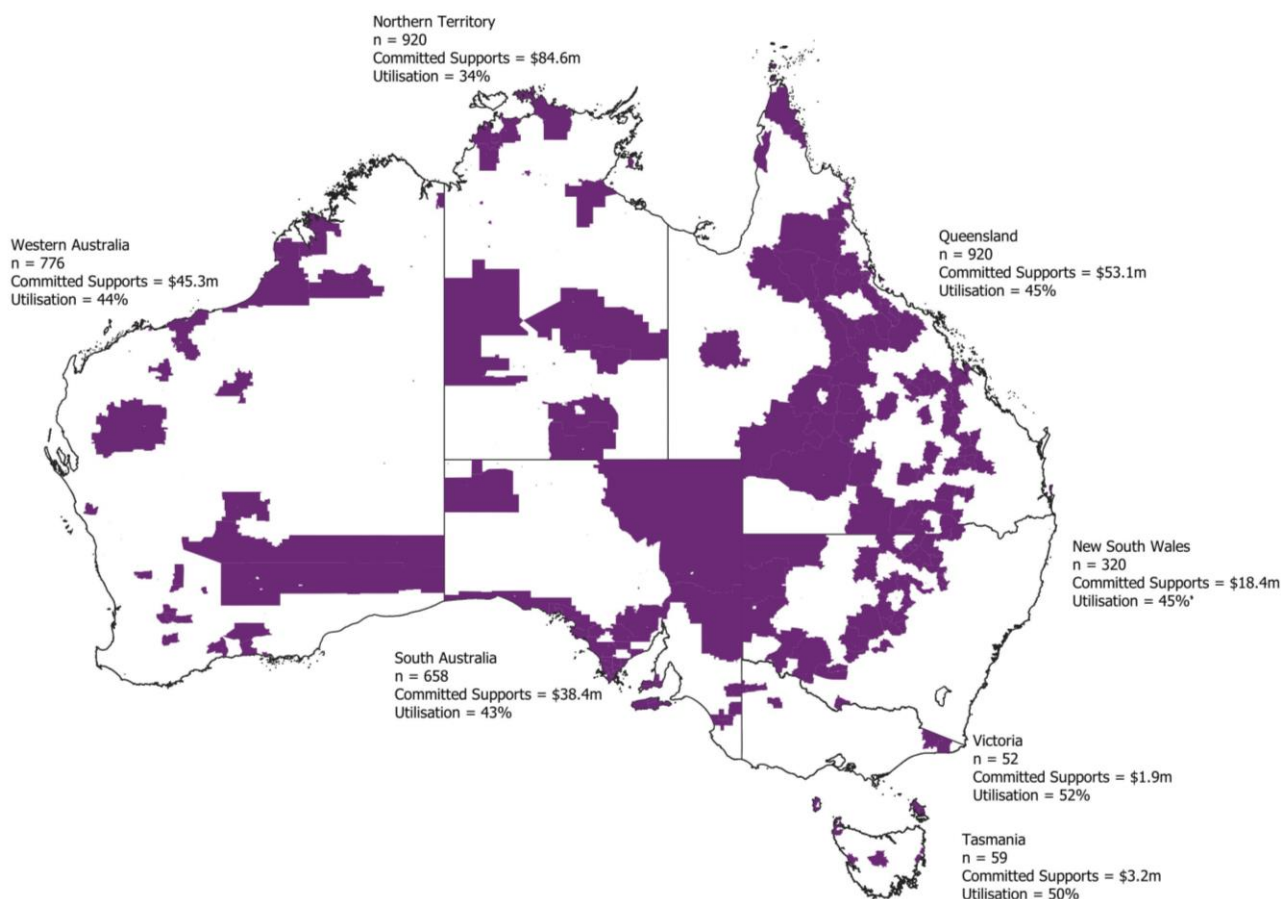 Northern Territory
n = 920
Committed Supports = $84.6m
Utilisation = 34%
Western Australia
n = 776
Committed Supports = $45.3m
Utilisation = 44%
Queensland
n = 920
Committed Supports = $53.1m
Utilisation = 45%
New South Wales
n = 320
Committed Supports = $18.4m
Utilisation = 45%*
South Australia
n = 658
Committed Supports = $38.4m
Utilisation = 43%
Victoria
n = 52
Committed Supports = $1.9m
Utilisation = 52%
Tasmania
n = 59
Committed Supports = $3.2m
Utilisation = 50%